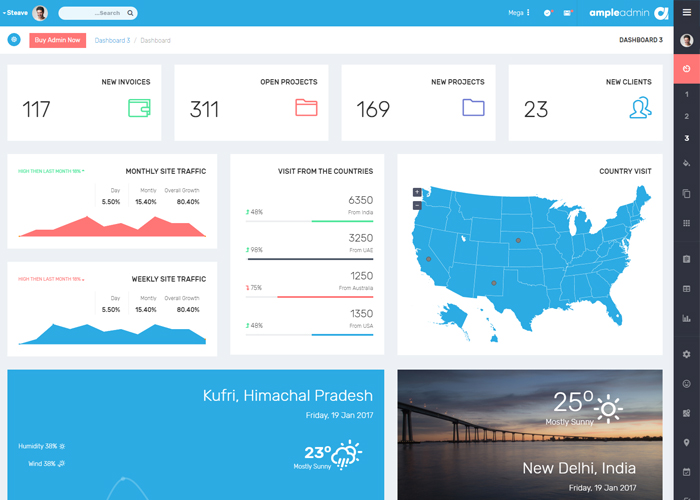 Steave
Search...
Mega
ampleadmin
Buy Admin Now
Dashboard 3 / Dashboard
DASHBOARD 3
1
2
3
NEW INVOICES
117
OPEN PROJECTS
311
NEW PROJECTS
169
NEW CLIENTS
23
HIGH THEN LAST MONTH 18%
MONTHLY SITE TRAFFIC
Day Montly Overall Growth
5.50% 15.40% 80.40%
HIGH THEN LAST MONTH 18%
WEEKLY SITE TRAFFIC
Day Montly Overall Growth
5.50% 15.40% 80.40%
VISIT FROM THE COUNTRIES
6350
48% From India
3250
98% From UAE
1250
75% From Australia
1350
48% From USA
COUNTRY VISIT
+
−
Kufri, Himachal Pradesh
Friday, 19 Jan 2017
Humidity 38%
Wind 38%
23°
Mostly Sunny
25°
Mostly Sunny
New Delhi, India
Friday, 19 Jan 2017